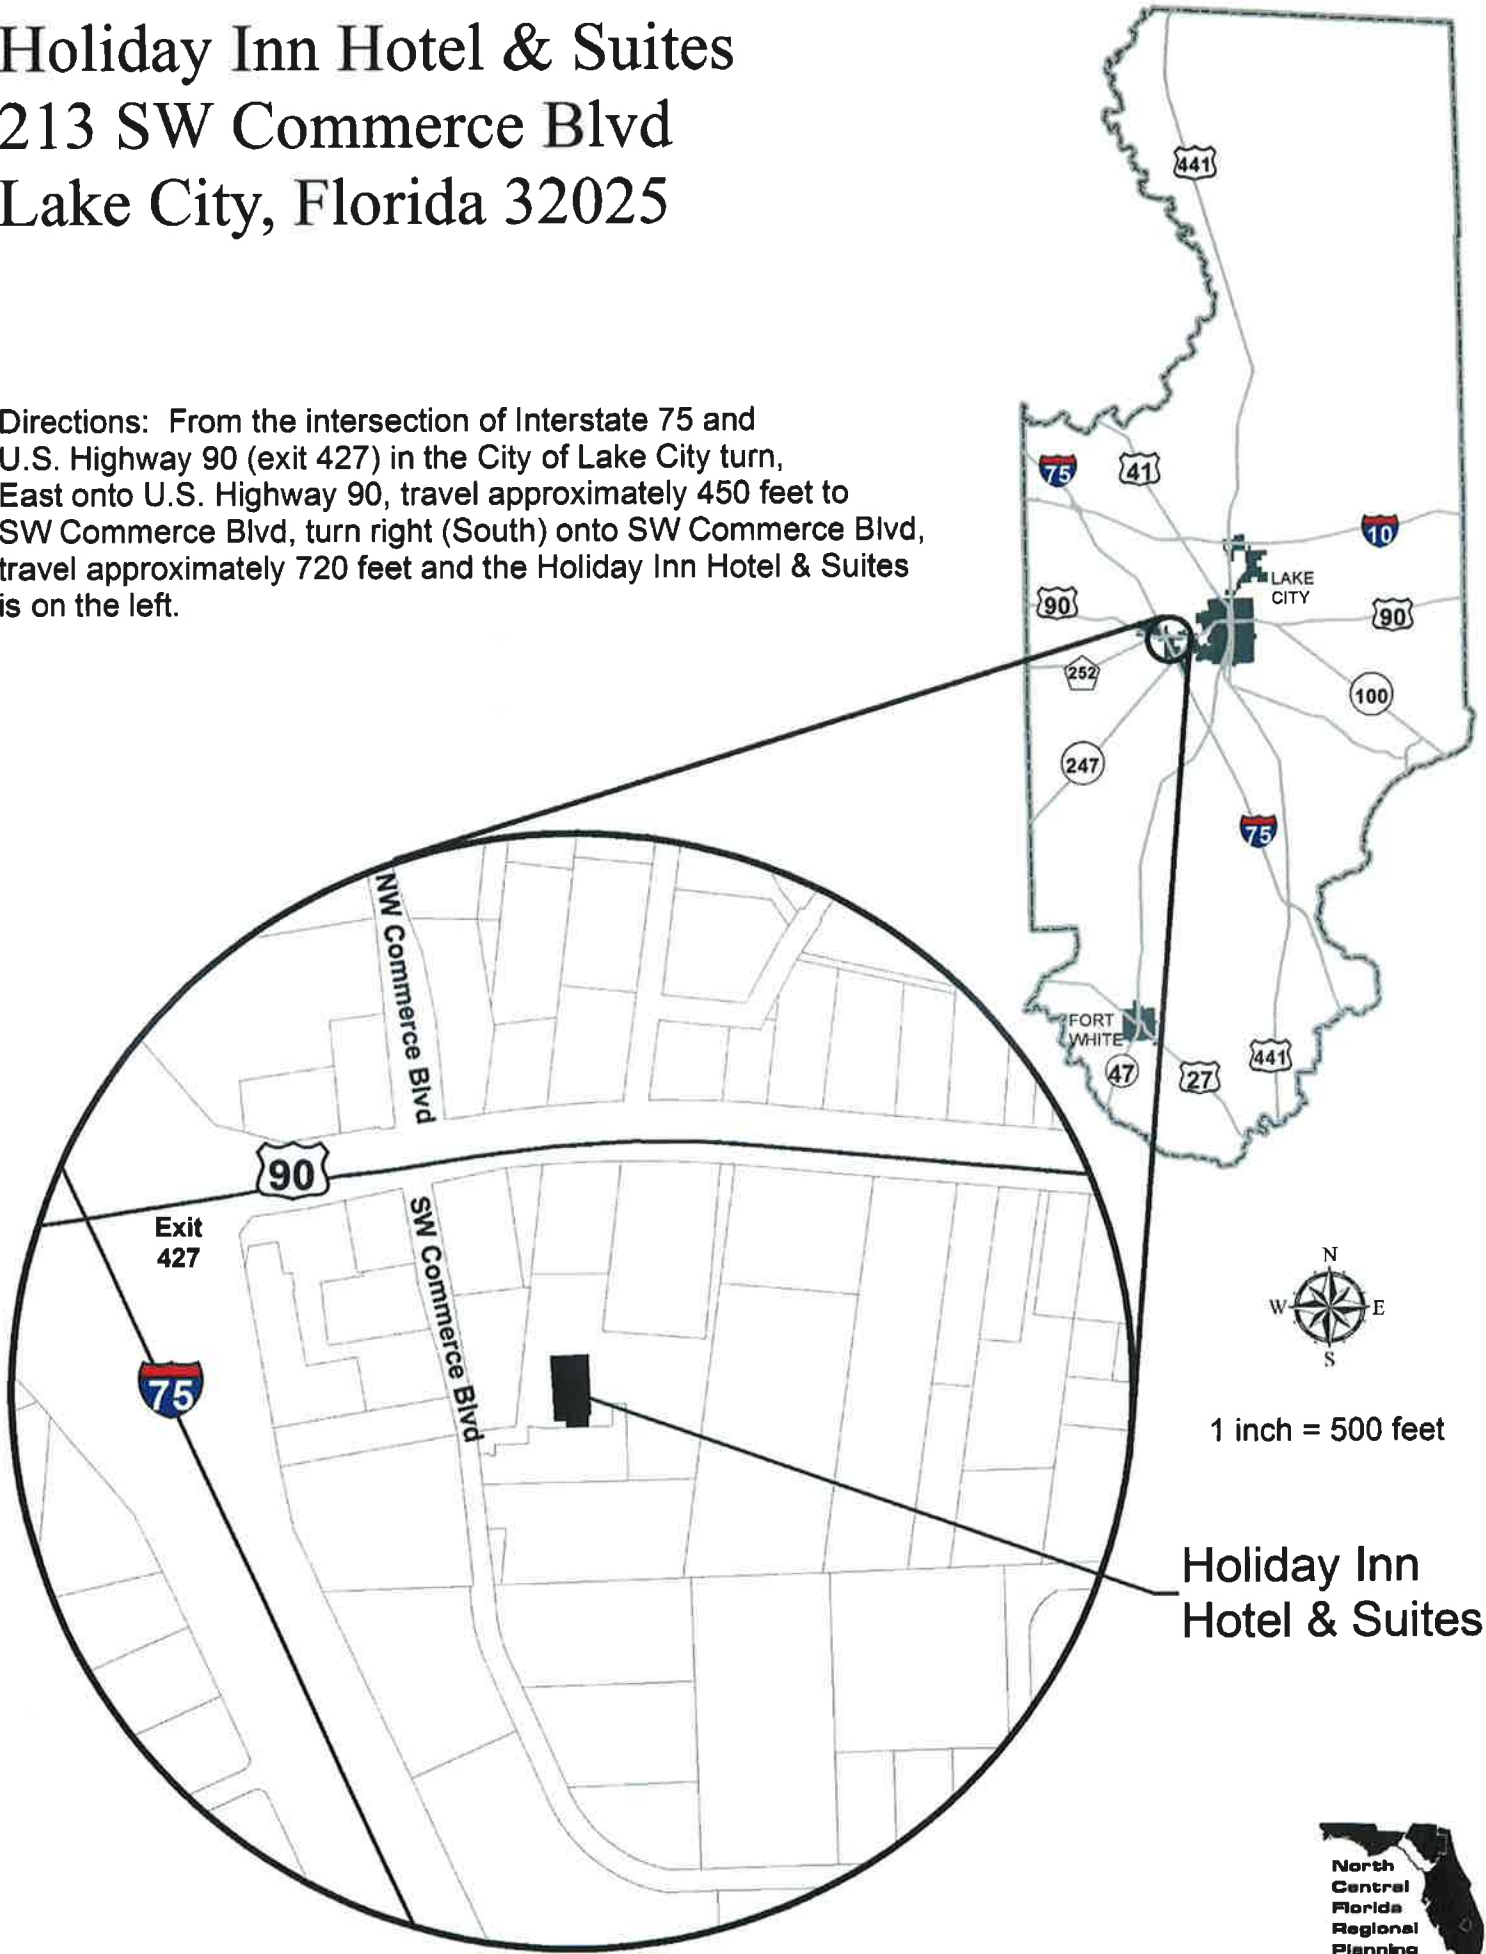 Holiday Inn Hotel & Suites
213 SW Commerce Blvd
Lake City, Florida 32025
Directions: From the intersection of Interstate 75 and
U.S. Highway 90 (exit 427) in the City of Lake City turn,
East onto U.S. Highway 90, travel approximately 450 feet to
SW Commerce Blvd, turn right (South) onto SW Commerce Blvd,
travel approximately 720 feet and the Holiday Inn Hotel & Suites
is on the left.
441
75
41
10
LAKE
CITY
90
90
252
100
247
75
FORT
WHITE
47
27
441
NW Commerce Blvd
90
Exit
427
SW Commerce Blvd
75
N
W
E
S
1 inch = 500 feet
Holiday Inn
Hotel & Suites
North
Central
Florida
Regional
Planning